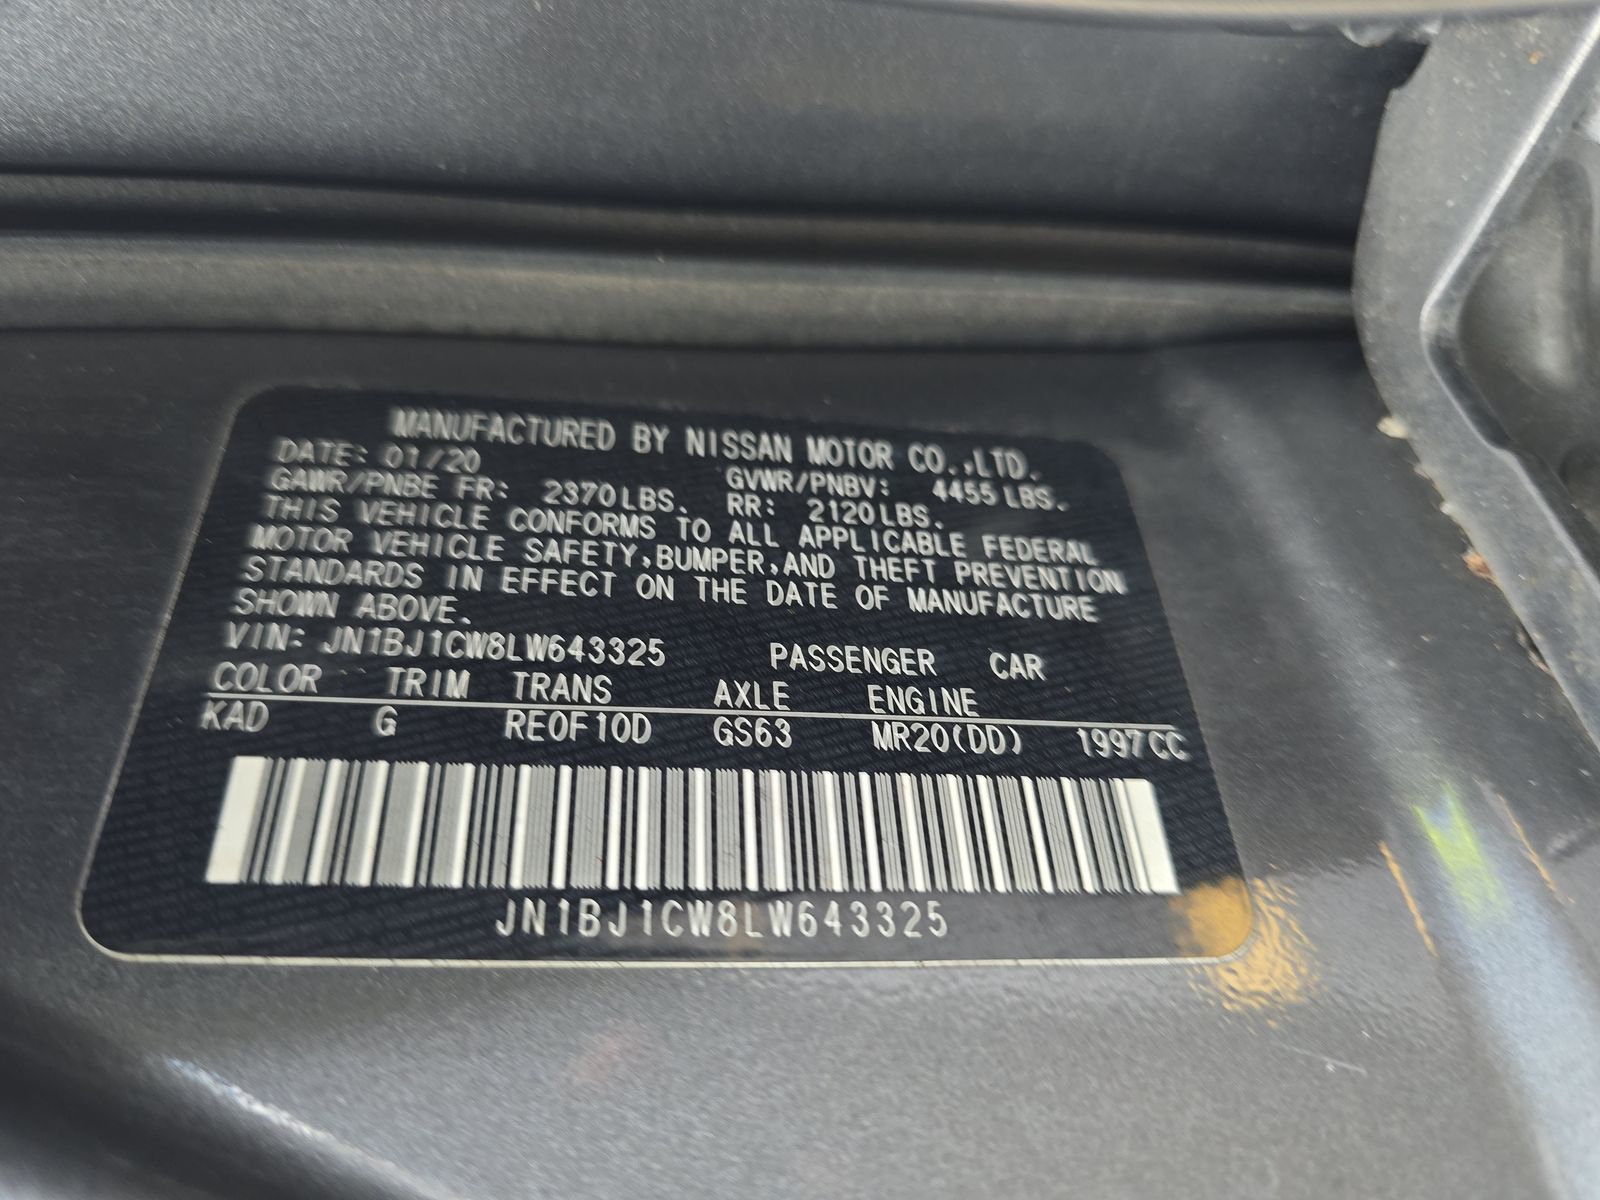 MANUFACTURED BY NISSAN MOTOR CO.,LTD.
DATE: 01/20 GVWR/PNBV: 4455LBS.
GAWR/PNBE FR: 2370LBS. RR: 2120LBS.
THIS VEHICLE CONFORMS TO ALL APPLICABLE FEDERAL
MOTOR VEHICLE SAFETY,BUMPER,AND THEFT PREVENTION
STANDARDS IN EFFECT ON THE DATE OF MANUFACTURE
SHOWN ABOVE.
VIN: JN1BJ1CW8LW643325 PASSENGER CAR
COLOR TRIM TRANS AXLE ENGINE
KAD G RE0F10D GS63 MR20(DD) 1997CC
JN1BJ1CW8LW643325